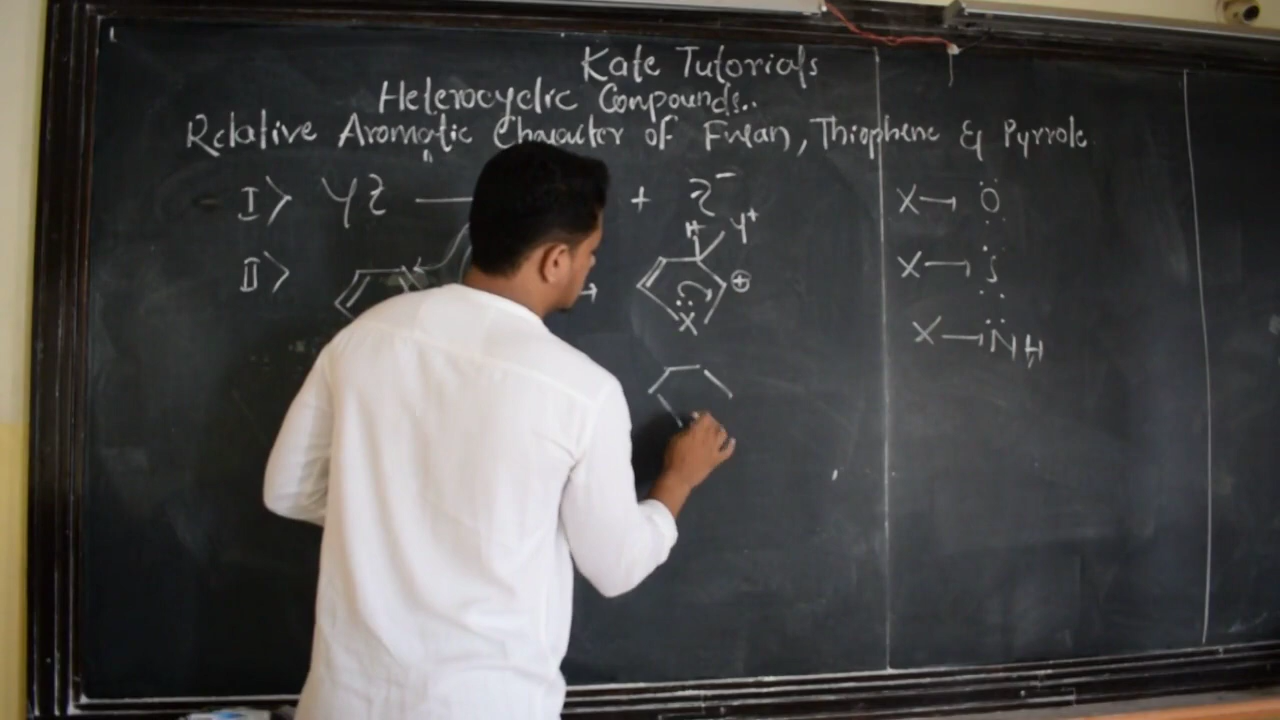 Kate Tutorials
Heterocyclic Compounds..
Relative Aromatic Character of Furan, Thiophene & Pyrrole.
I> YZ + Z⁻
II> H Y⁺ ⊕ X
X→ O
X→ S
X→ NH